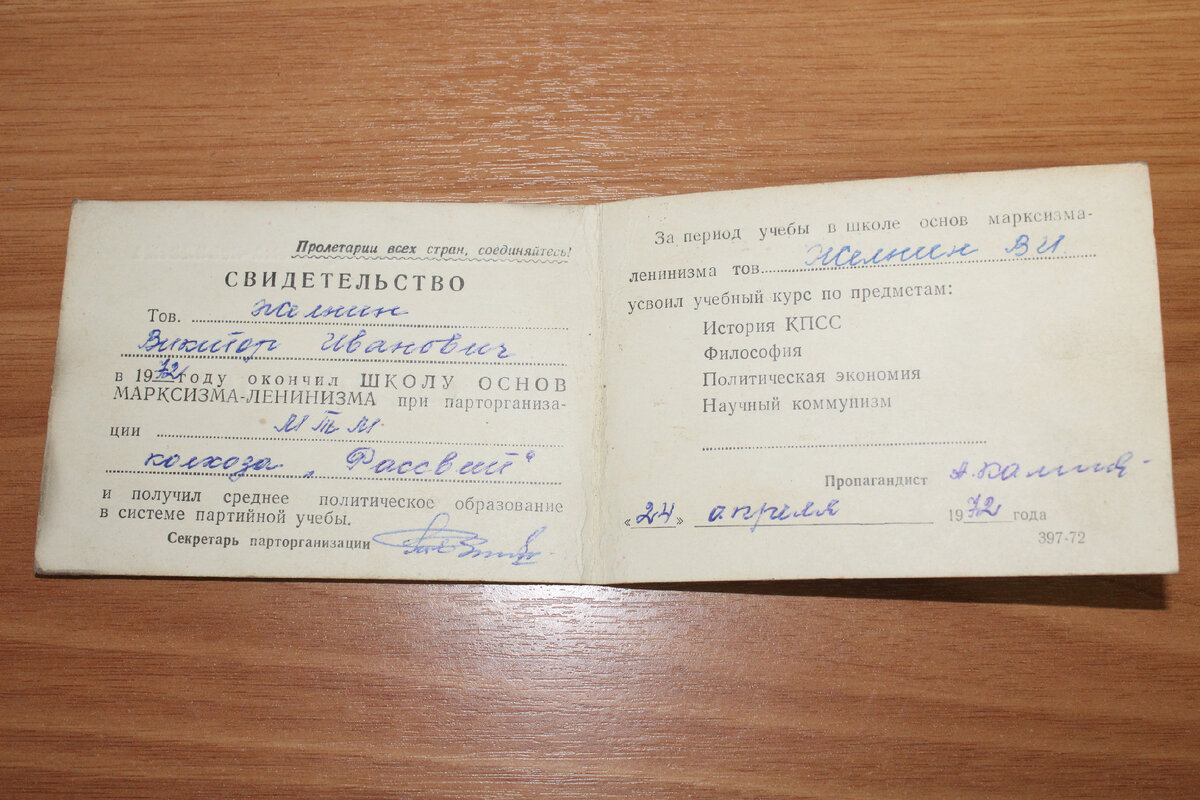 Пролетарии всех стран, соединяйтесь!
СВИДЕТЕЛЬСТВО
Тов. Желнин
Виктор Иванович
в 1972 году окончил ШКОЛУ ОСНОВ
МАРКСИЗМА-ЛЕНИНИЗМА при парторганиза-
ции МТМ
колхоза „Рассвет"
и получил среднее политическое образование
в системе партийной учебы.
Секретарь парторганизации
За период учебы в школе основ марксизма-
ленинизма тов. Желнин В И
усвоил учебный курс по предметам:
История КПСС
Философия
Политическая экономия
Научный коммунизм
Пропагандист
«24» апреля 1972 года
397-72